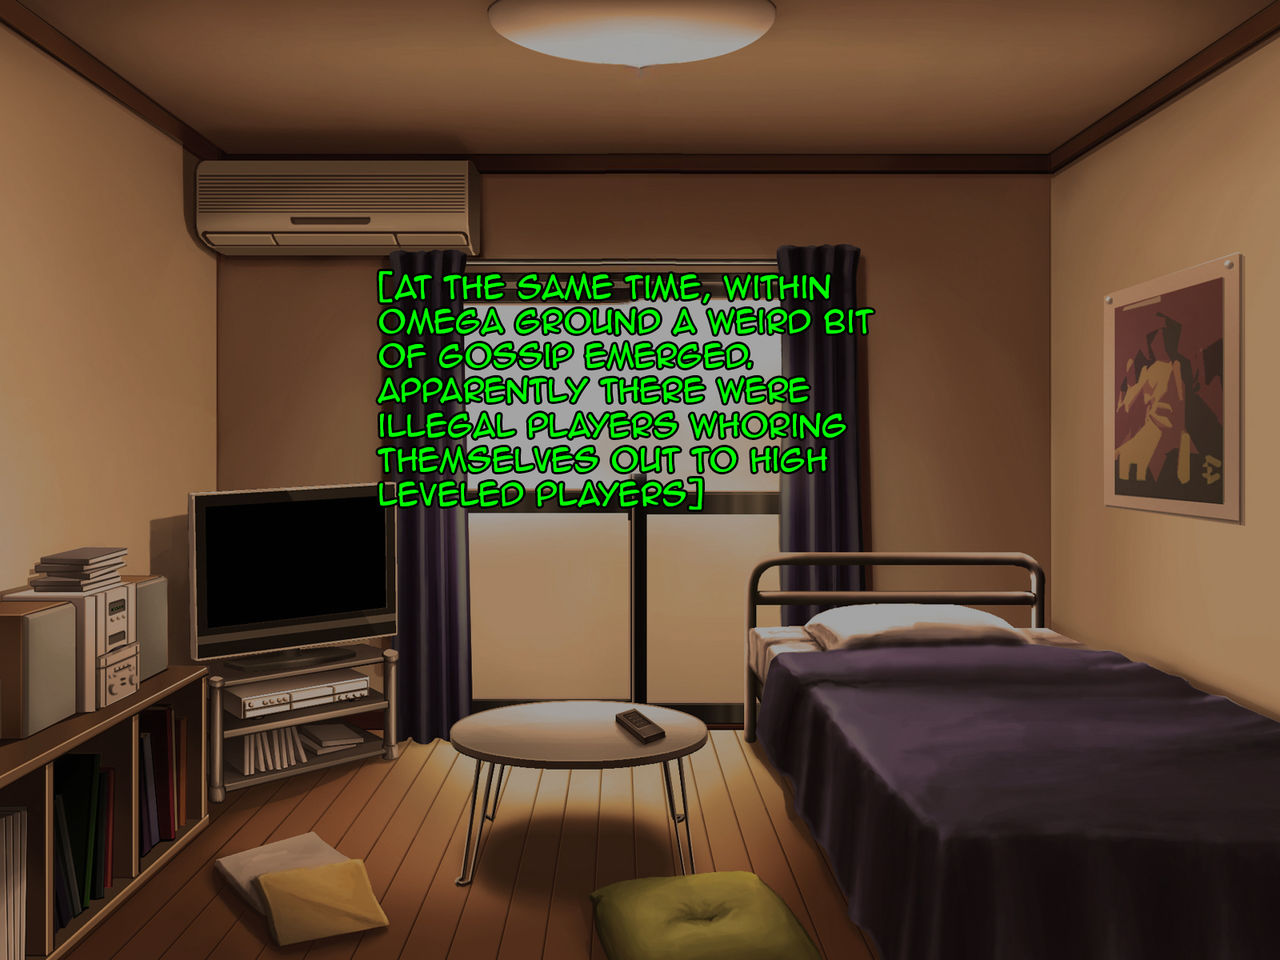 [AT THE SAME TIME, WITHIN
OMEGA GROUND A WEIRD BIT
OF GOSSIP EMERGED.
APPARENTLY THERE WERE
ILLEGAL PLAYERS WHORING
THEMSELVES OUT TO HIGH
LEVELED PLAYERS]